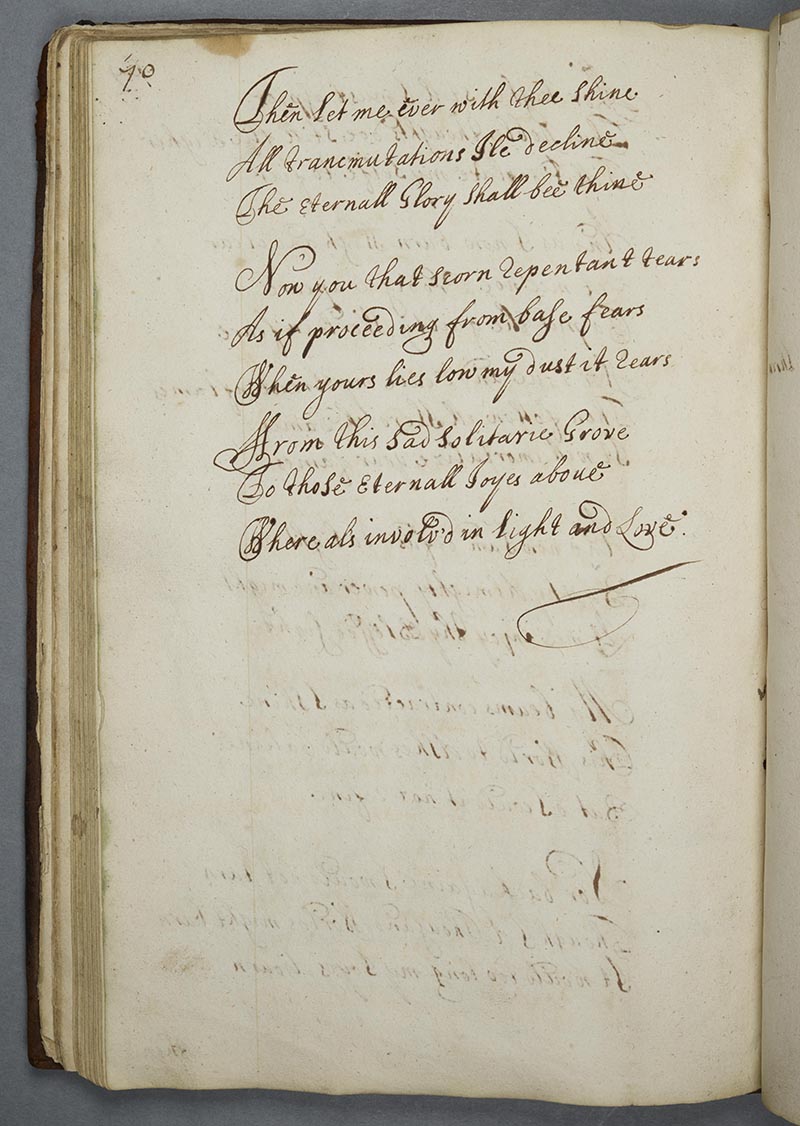 70
Then let me ever with thee shine
All trancmutations Ile decline
The Eternall Glory shall bee thine
Now you that scorn Repentant tears
As if proceeding from base fears
When yours lies low my dust it Rears
From this sad solitarie Grove
To those Eternall Joyes above
Where als involv'd in light and Love.